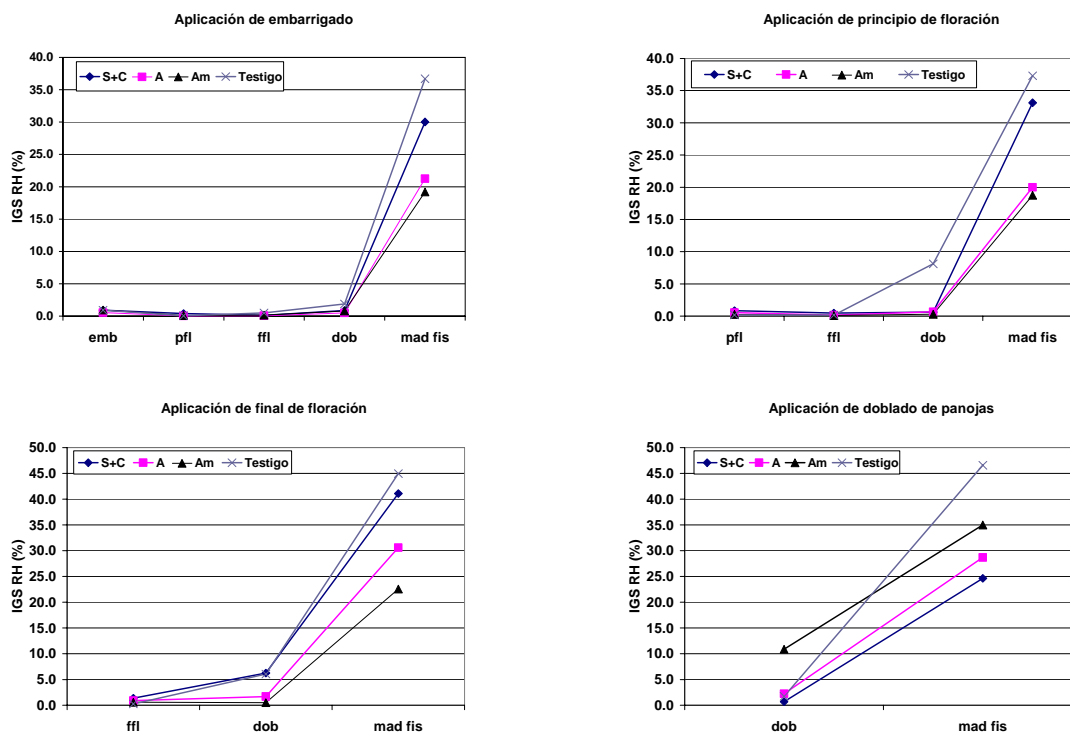 Aplicación de embarrigado
40.0
35.0
30.0
25.0
20.0
15.0
10.0
5.0
0.0
IGS RH (%)
S+C A Am Testigo
emb pfl ffl dob mad fis
Aplicación de principio de floración
40.0
35.0
30.0
25.0
20.0
15.0
10.0
5.0
0.0
IGS RH (%)
S+C A Am Testigo
pfl ffl dob mad fis
Aplicación de final de floración
50.0
45.0
40.0
35.0
30.0
25.0
20.0
15.0
10.0
5.0
0.0
IGS RH (%)
S+C A Am Testigo
ffl dob mad fis
Aplicación de doblado de panojas
50.0
45.0
40.0
35.0
30.0
25.0
20.0
15.0
10.0
5.0
0.0
IGS RH (%)
S+C A Am Testigo
dob mad fis